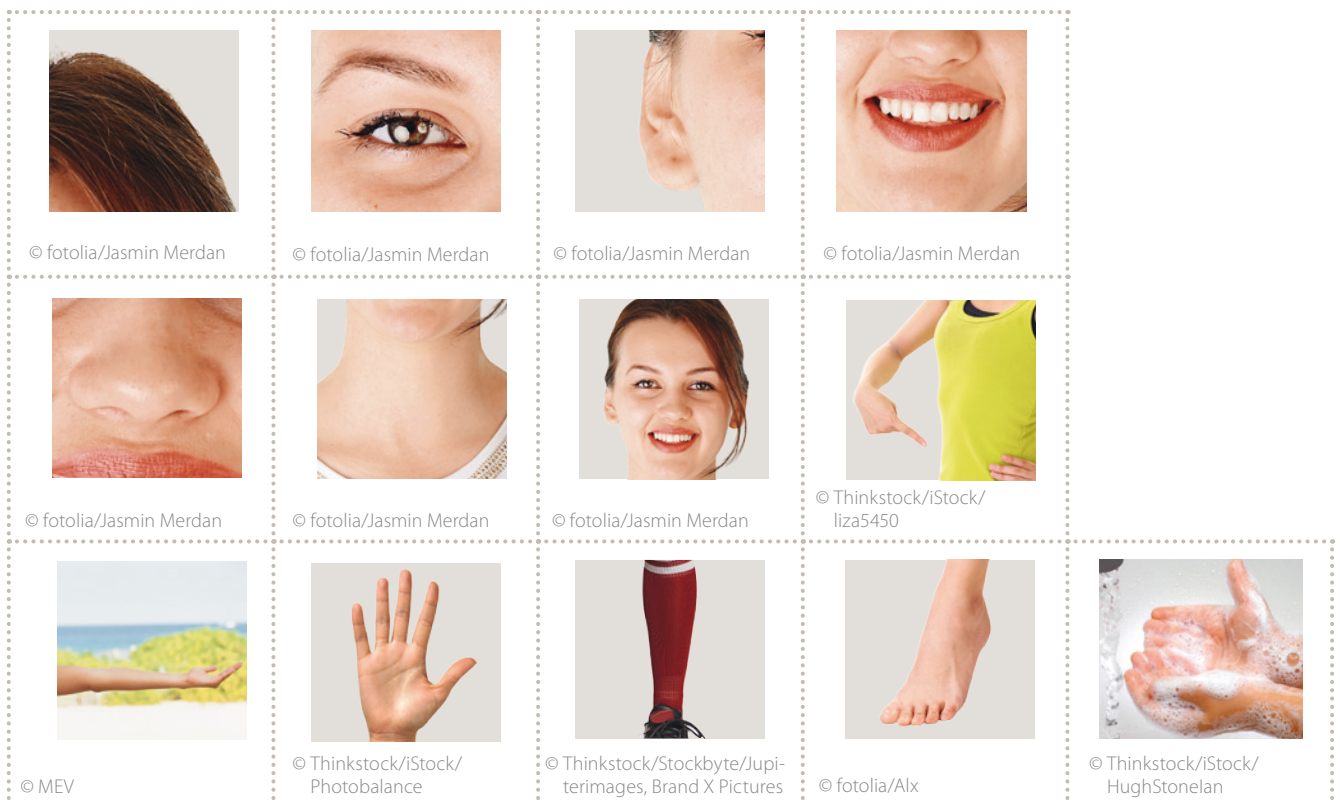 © fotolia/Jasmin Merdan
© fotolia/Jasmin Merdan
© fotolia/Jasmin Merdan
© fotolia/Jasmin Merdan
© fotolia/Jasmin Merdan
© fotolia/Jasmin Merdan
© fotolia/Jasmin Merdan
© Thinkstock/iStock/
liza5450
© MEV
© Thinkstock/iStock/
Photobalance
© Thinkstock/Stockbyte/Jupi-
terimages, Brand X Pictures
© fotolia/Alx
© Thinkstock/iStock/
HughStoneIan